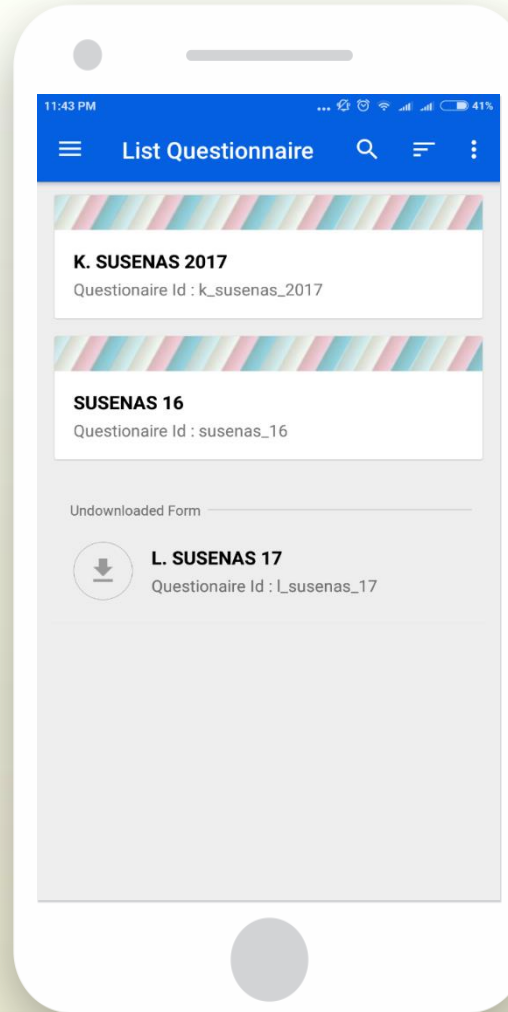 11:43 PM ... 41%
List Questionnaire
K. SUSENAS 2017
Questionaire Id : k_susenas_2017
SUSENAS 16
Questionaire Id : susenas_16
Undownloaded Form
L. SUSENAS 17
Questionaire Id : l_susenas_17